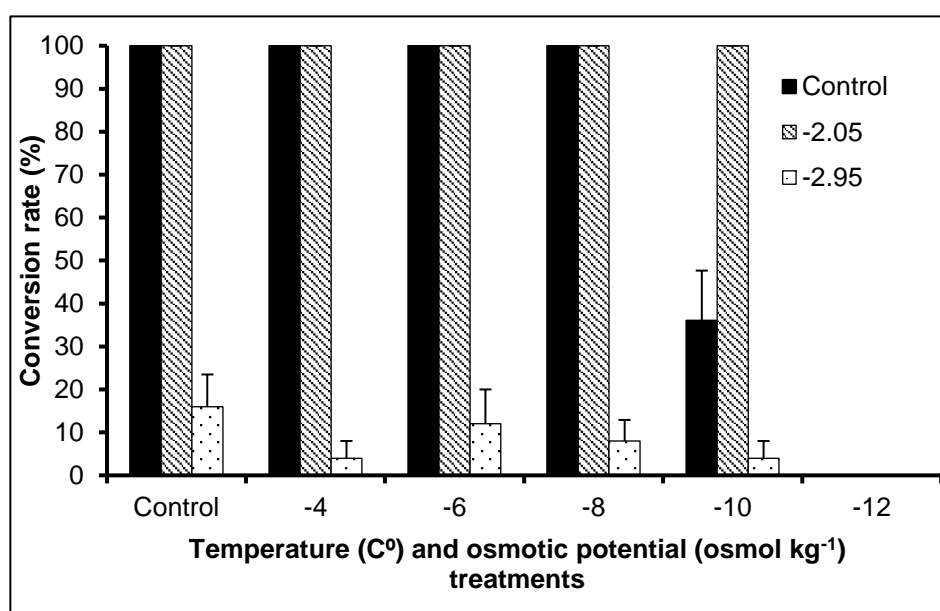 100
90
80
70
60
50
40
30
20
10
0
Conversion rate (%)
Control
-2.05
-2.95
Control -4 -6 -8 -10 -12
Temperature (Cº) and osmotic potential (osmol kg⁻¹)
treatments